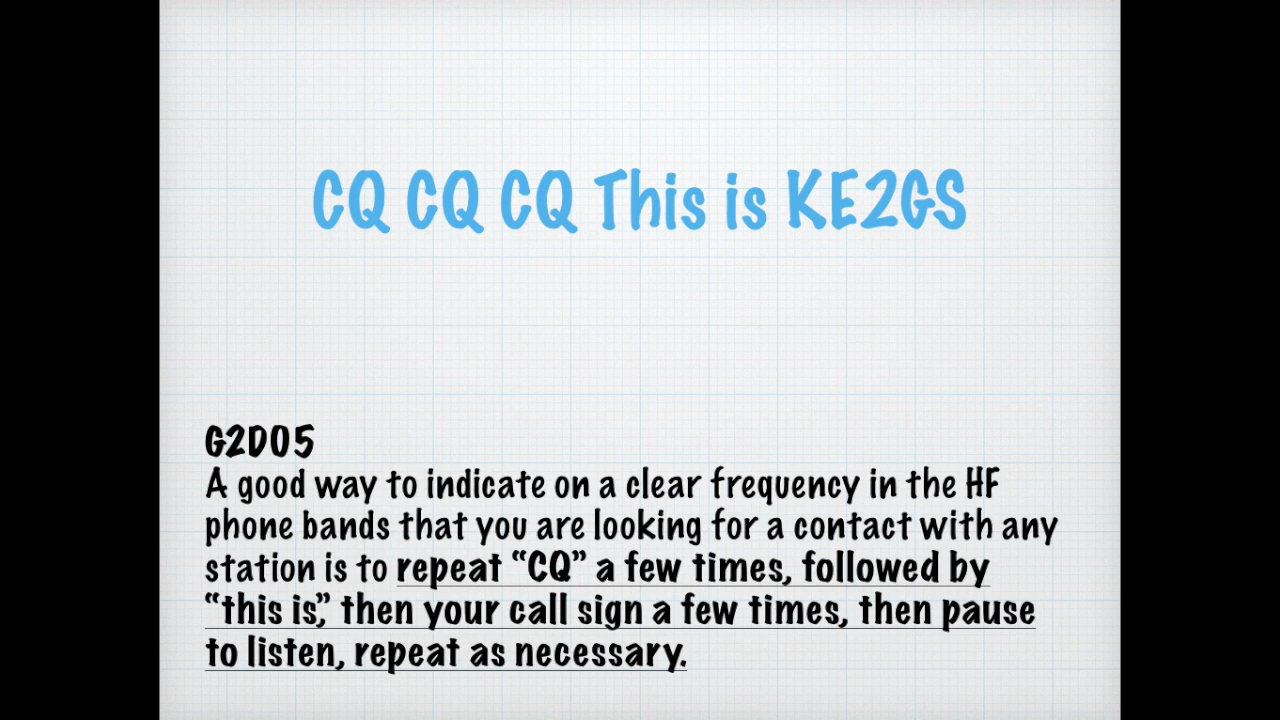 CQ CQ CQ This is KE2GS
G2D05
A good way to indicate on a clear frequency in the HF
phone bands that you are looking for a contact with any
station is to repeat “CQ” a few times, followed by
“this is,” then your call sign a few times, then pause
to listen, repeat as necessary.